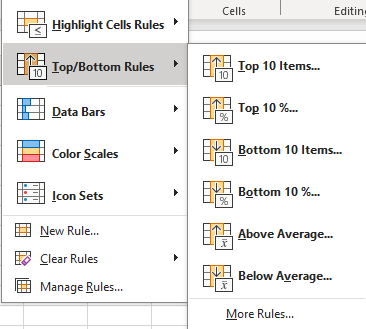 Cells
Editing
Highlight Cells Rules
Top/Bottom Rules
Data Bars
Color Scales
Icon Sets
New Rule...
Clear Rules
Manage Rules...
Top 10 Items...
Top 10 %...
Bottom 10 Items...
Bottom 10 %...
Above Average...
Below Average...
More Rules...